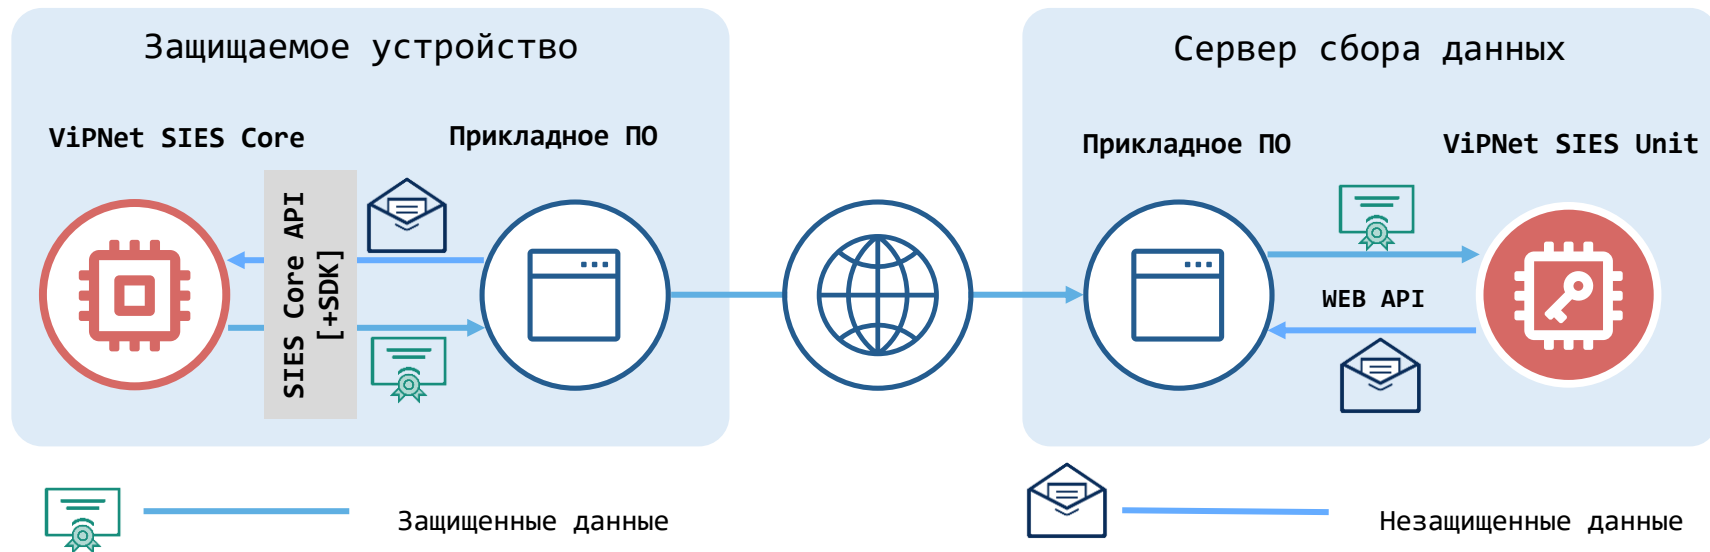 Защищаемое устройство
Сервер сбора данных
ViPNet SIES Core
Прикладное ПО
Прикладное ПО
ViPNet SIES Unit
SIES Core API
[+SDK]
WEB API
Защищенные данные
Незащищенные данные